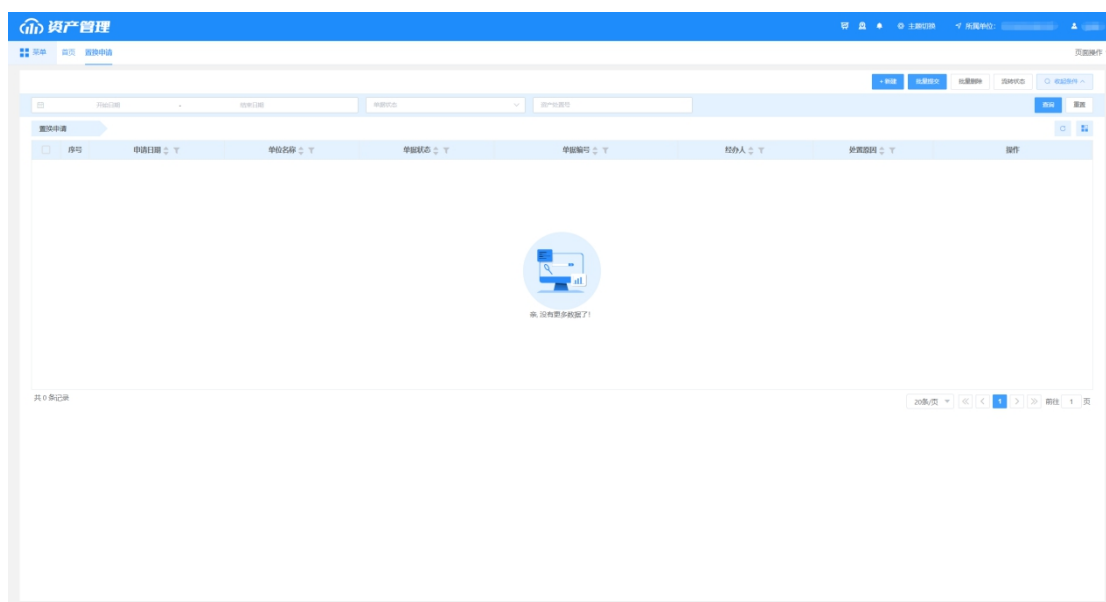 资产管理
主题切换 所属单位:
菜单 首页 置换申请 页面操作
+ 新建 批量提交 批量删除 流转状态 收起条件
开始日期 - 结束日期 单据状态 资产处置号 查询 重置
置换申请
序号 申请日期 单位名称 单据状态 单据编号 经办人 处置原因 操作
亲,没有更多数据了!
共 0 条记录 20条/页 1 前往 1 页